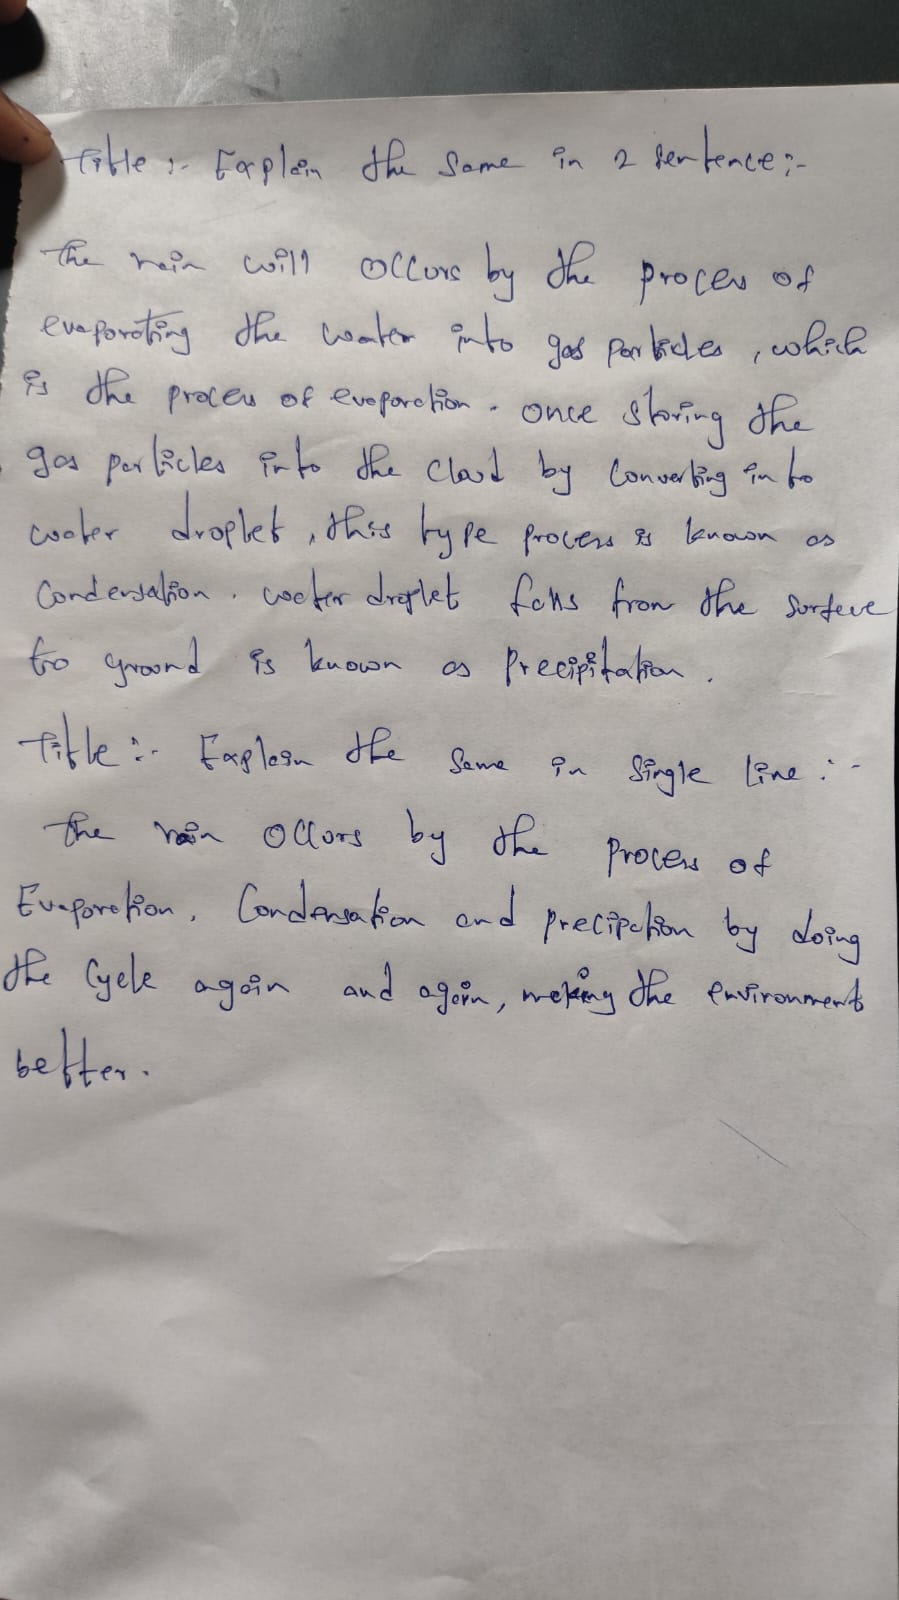 Title :- Explain the same in 2 sentence :-
The rain will occurs by the process of
evaporating the water into gas particles, which
is the process of evaporation. once storing the
gas particles into the cloud by converting into
water droplet, this type process is known as
Condensation. water droplet falls from the surface
to ground is known as Precipitation.
Title :- Explain the same in single line :-
The rain occurs by the process of
Evaporation, Condensation and precipation by doing
the cycle again and again, making the environment
better.